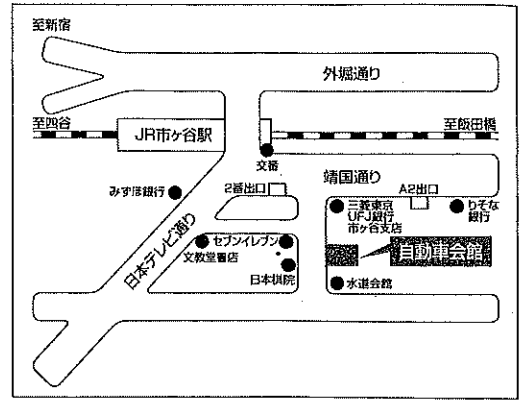 至新宿
外堀通り
至四谷
JR市ヶ谷駅
至飯田橋
交番
靖国通り
みずほ銀行
2番出口
A2出口
三菱東京
UFJ銀行
市ヶ谷支店
りそな
銀行
日本テレビ通り
セブンイレブン
文教堂書店
自動車会館
日本棋院
水道会館